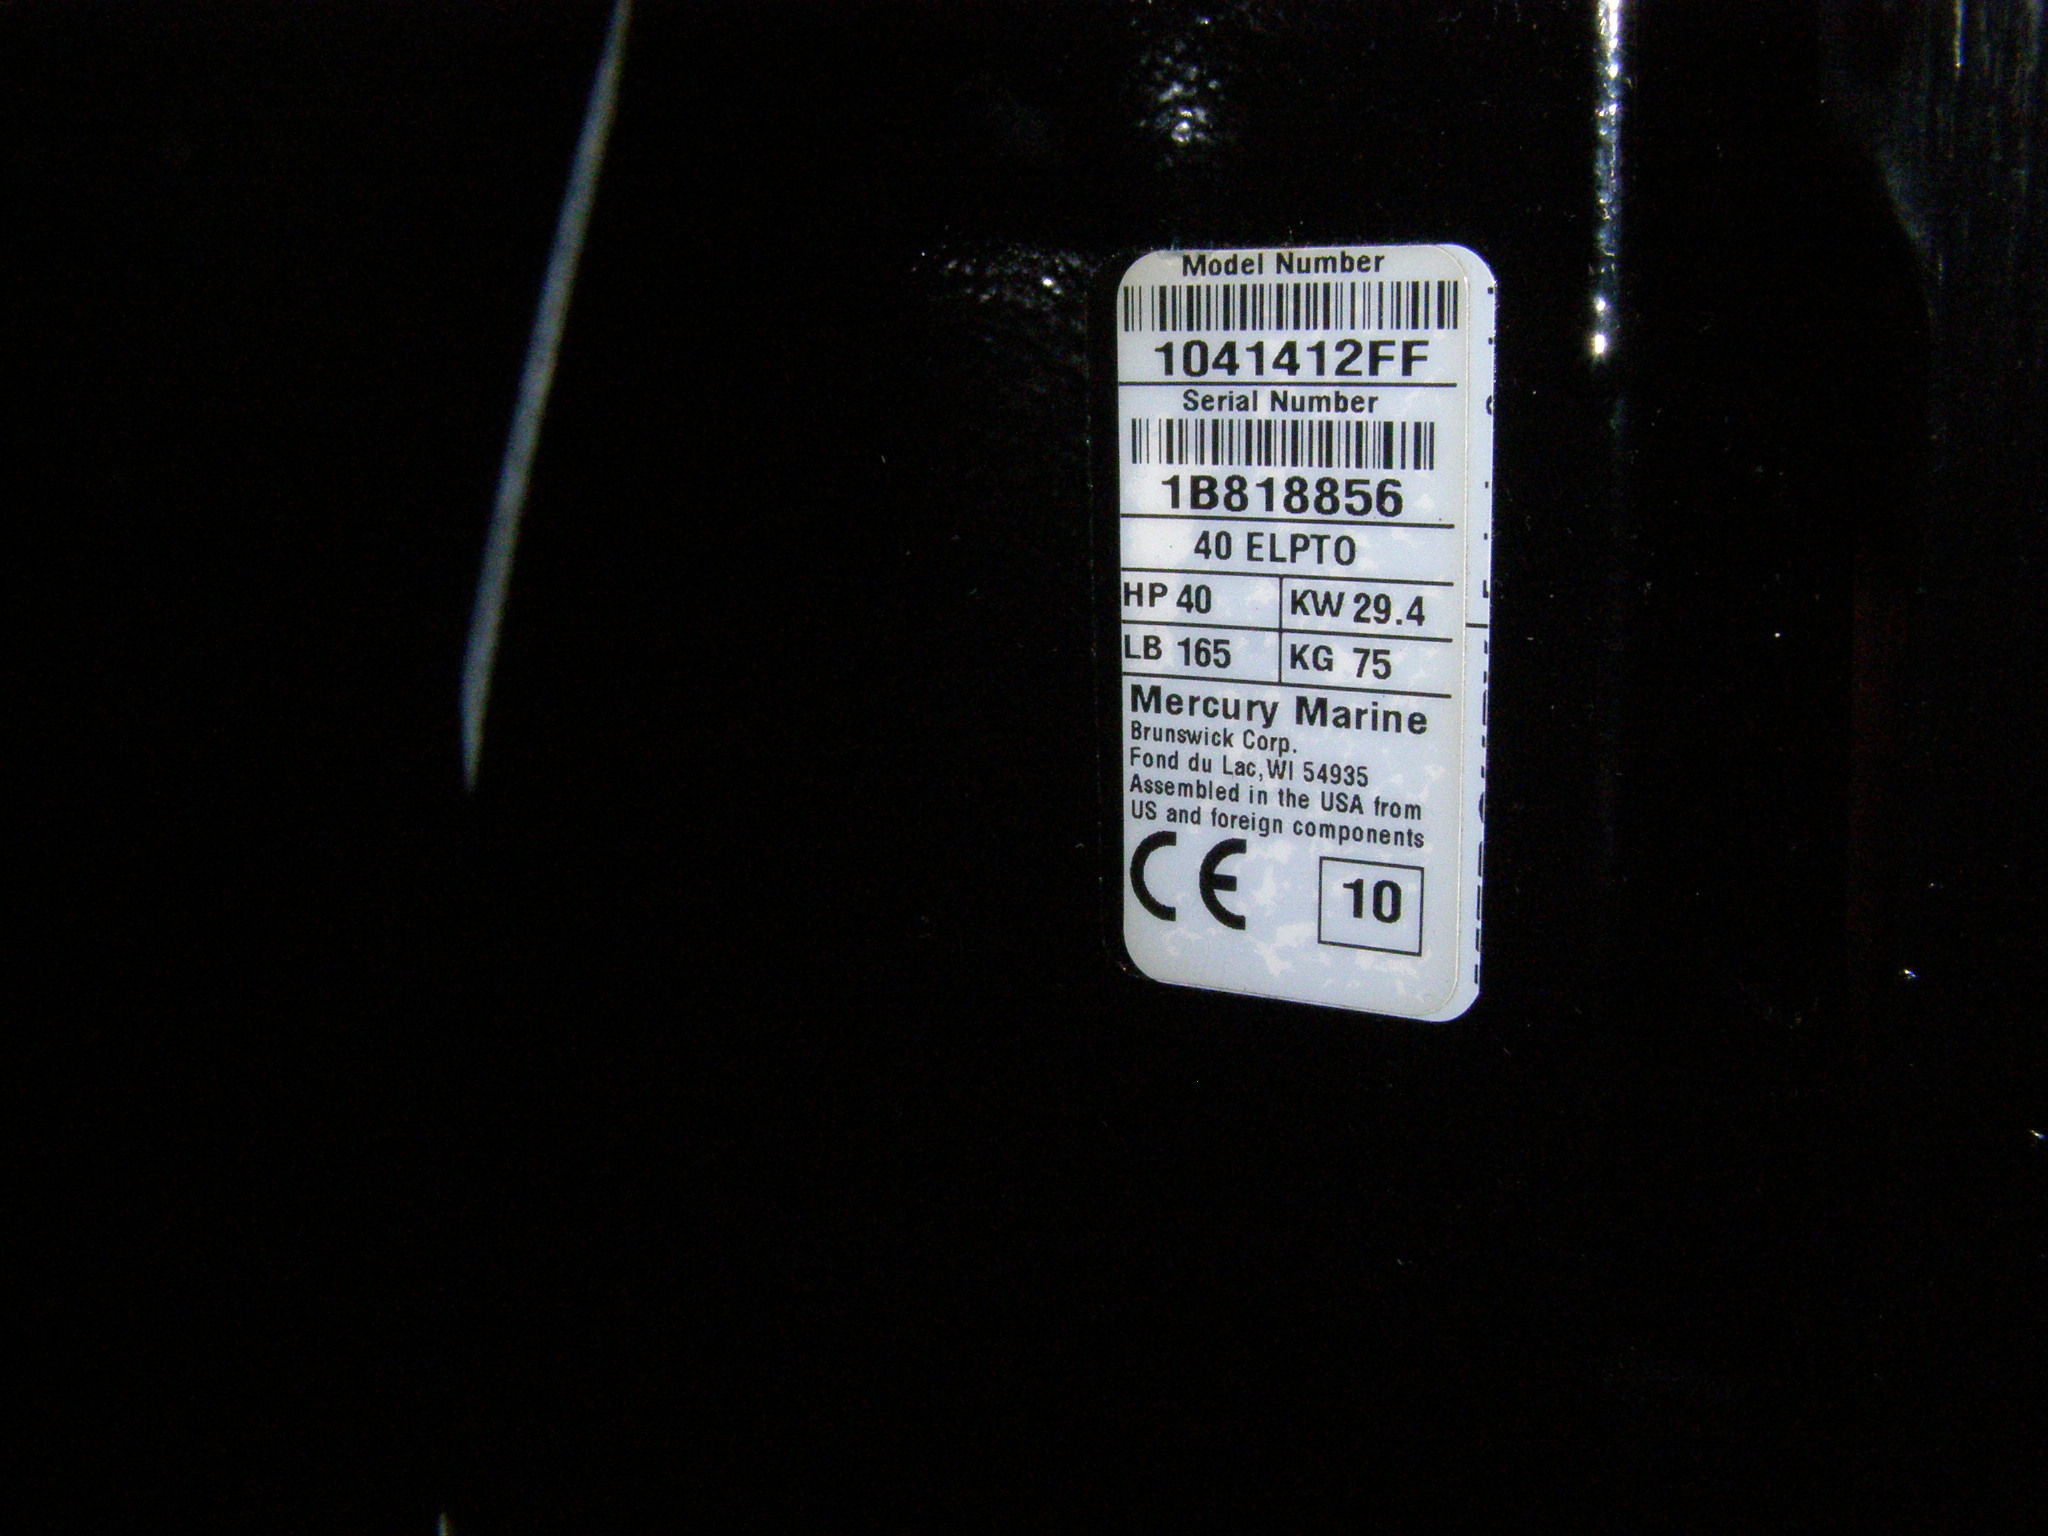 Model Number
1041412FF
Serial Number
1B818856
40 ELPTO
HP 40 KW 29.4
LB 165 KG 75
Mercury Marine
Brunswick Corp.
Fond du Lac, WI 54935
Assembled in the USA from
US and foreign components
CE 10